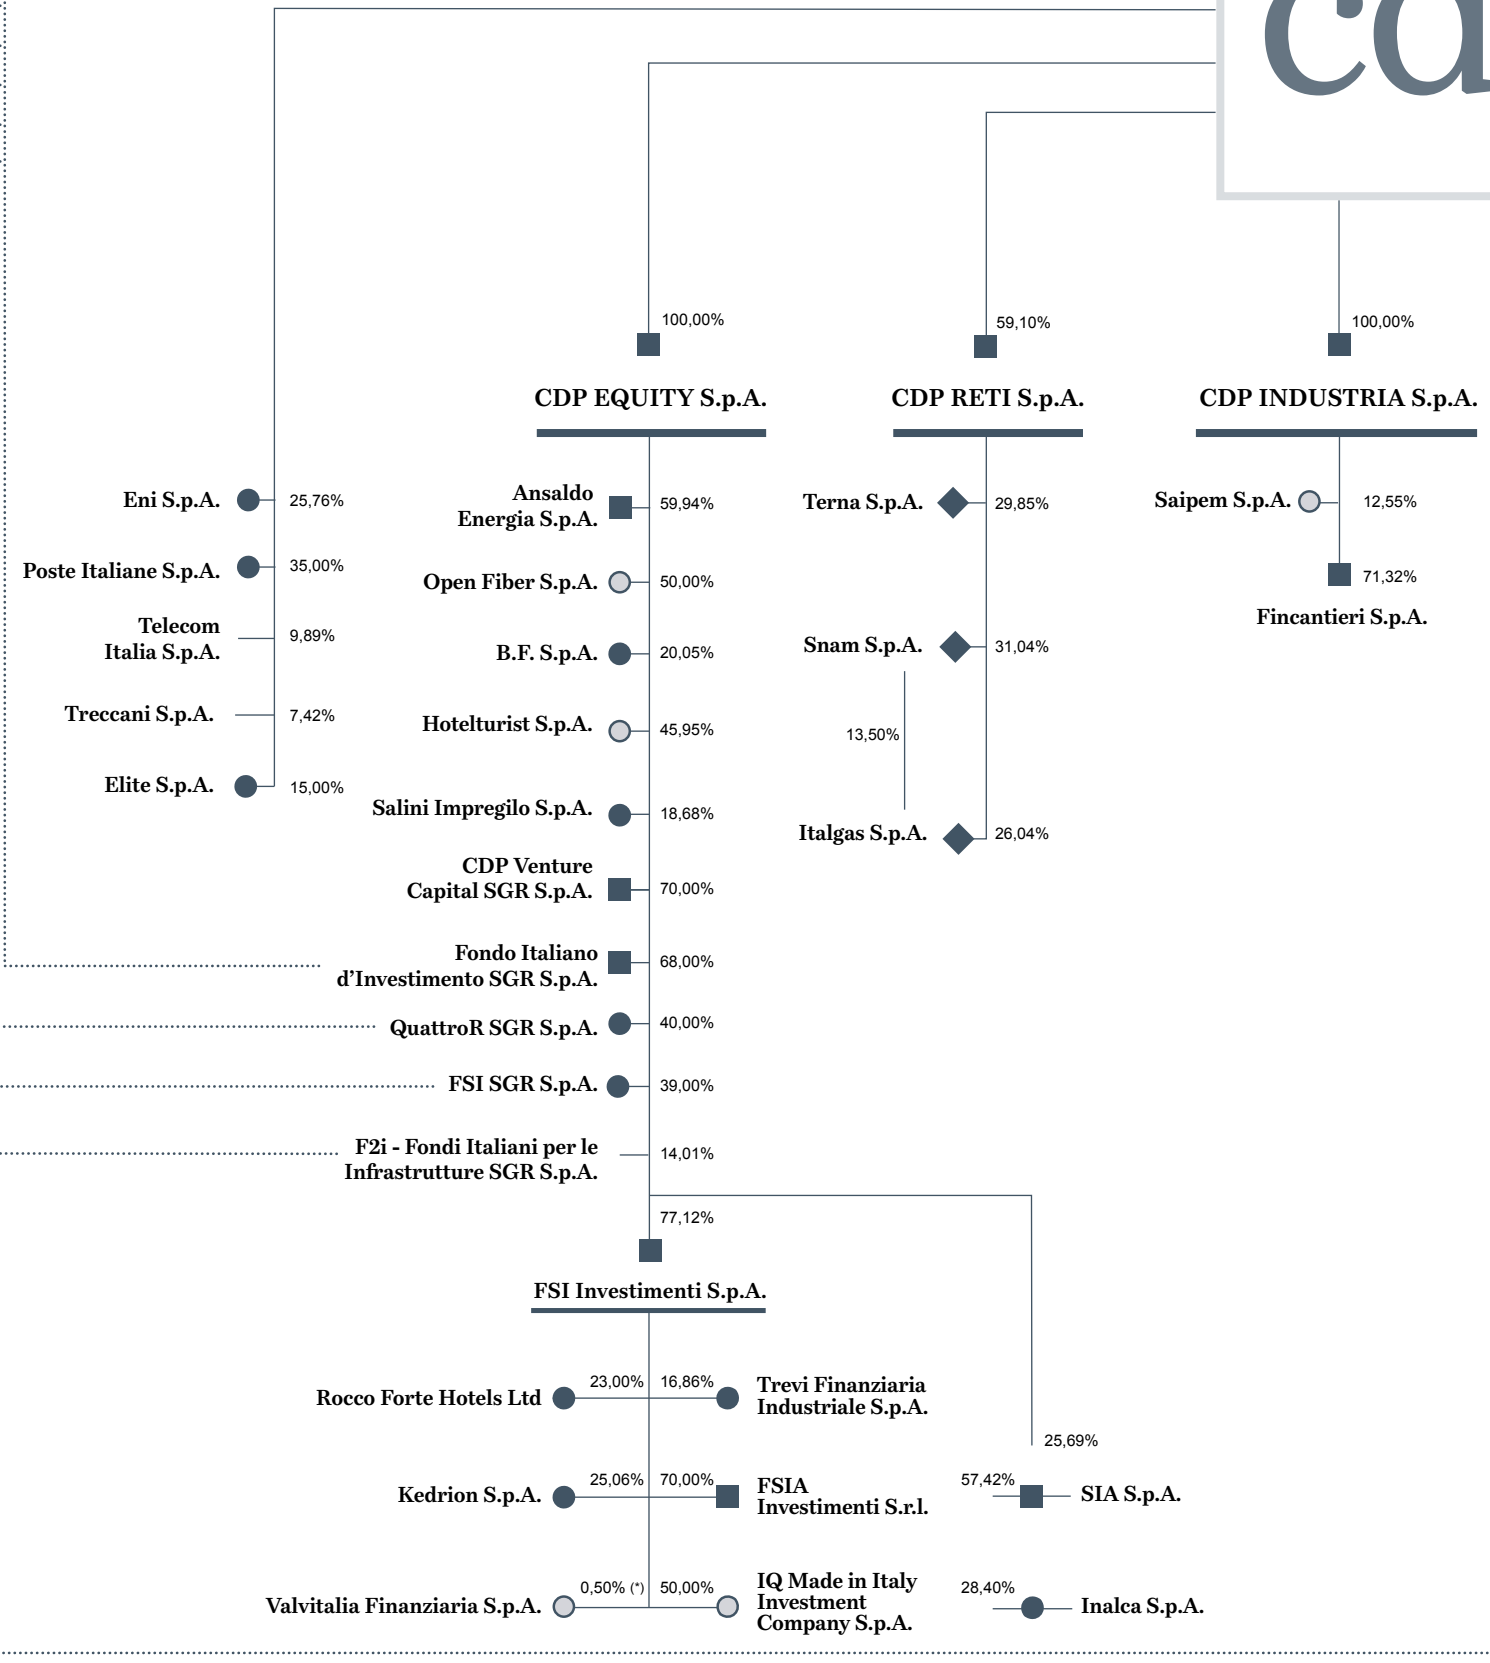 cd
100,00%
59,10%
100,00%
CDP EQUITY S.p.A.
CDP RETI S.p.A.
CDP INDUSTRIA S.p.A.
Eni S.p.A.
25,76%
Poste Italiane S.p.A.
35,00%
Telecom
Italia S.p.A.
9,89%
Treccani S.p.A.
7,42%
Elite S.p.A.
15,00%
Ansaldo
Energia S.p.A.
59,94%
Open Fiber S.p.A.
50,00%
B.F. S.p.A.
20,05%
Hotelturist S.p.A.
45,95%
Salini Impregilo S.p.A.
18,68%
CDP Venture
Capital SGR S.p.A.
70,00%
Fondo Italiano
d’Investimento SGR S.p.A.
68,00%
QuattroR SGR S.p.A.
40,00%
FSI SGR S.p.A.
39,00%
F2i - Fondi Italiani per le
Infrastrutture SGR S.p.A.
14,01%
Terna S.p.A.
29,85%
Snam S.p.A.
31,04%
13,50%
Italgas S.p.A.
26,04%
Saipem S.p.A.
12,55%
71,32%
Fincantieri S.p.A.
77,12%
FSI Investimenti S.p.A.
Rocco Forte Hotels Ltd
23,00%
16,86%
Trevi Finanziaria
Industriale S.p.A.
Kedrion S.p.A.
25,06%
70,00%
FSIA
Investimenti S.r.l.
25,69%
57,42%
SIA S.p.A.
Valvitalia Finanziaria S.p.A.
0,50% (*)
50,00%
IQ Made in Italy
Investment
Company S.p.A.
28,40%
Inalca S.p.A.